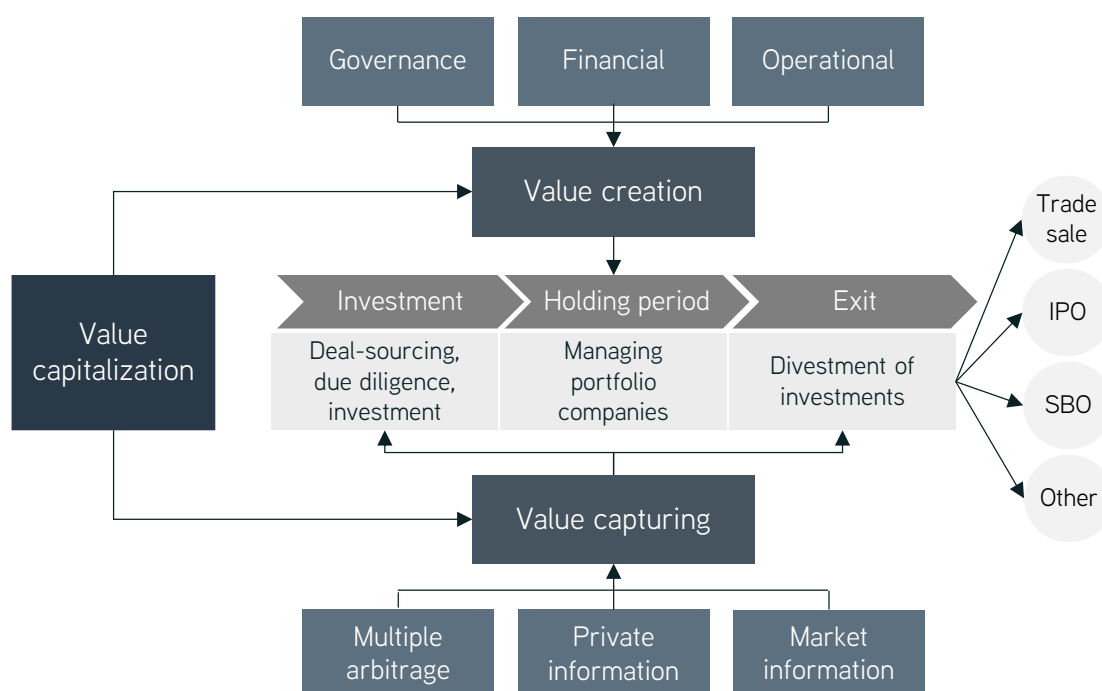 Governance
Financial
Operational
Value creation
Trade
sale
Value
capitalization
Investment
Holding period
Exit
IPO
Deal-sourcing,
due diligence,
investment
Managing
portfolio
companies
Divestment of
investments
SBO
Other
Value capturing
Multiple
arbitrage
Private
information
Market
information